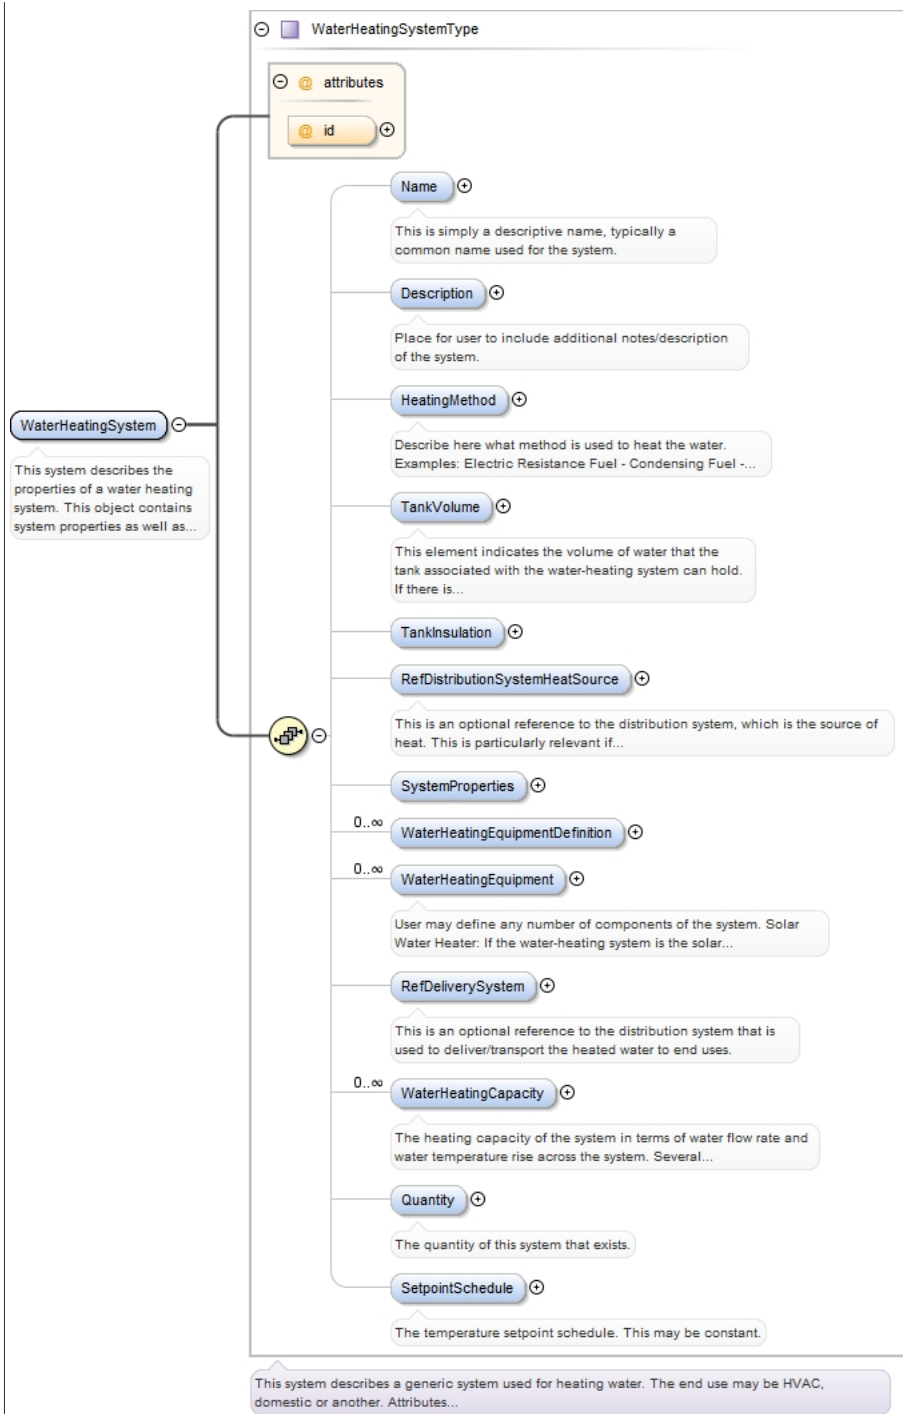 WaterHeatingSystemType
@ attributes
@ id
Name
This is simply a descriptive name, typically a
common name used for the system.
Description
Place for user to include additional notes/description
of the system.
HeatingMethod
Describe here what method is used to heat the water.
Examples: Electric Resistance Fuel - Condensing Fuel -...
WaterHeatingSystem
This system describes the
properties of a water heating
system. This object contains
system properties as well as...
TankVolume
This element indicates the volume of water that the
tank associated with the water-heating system can hold.
If there is...
TankInsulation
RefDistributionSystemHeatSource
This is an optional reference to the distribution system, which is the source of
heat. This is particularly relevant if...
SystemProperties
0..∞
WaterHeatingEquipmentDefinition
0..∞
WaterHeatingEquipment
User may define any number of components of the system. Solar
Water Heater: If the water-heating system is the solar...
RefDeliverySystem
This is an optional reference to the distribution system that is
used to deliver/transport the heated water to end uses.
0..∞
WaterHeatingCapacity
The heating capacity of the system in terms of water flow rate and
water temperature rise across the system. Several...
Quantity
The quantity of this system that exists.
SetpointSchedule
The temperature setpoint schedule. This may be constant.
This system describes a generic system used for heating water. The end use may be HVAC,
domestic or another. Attributes...